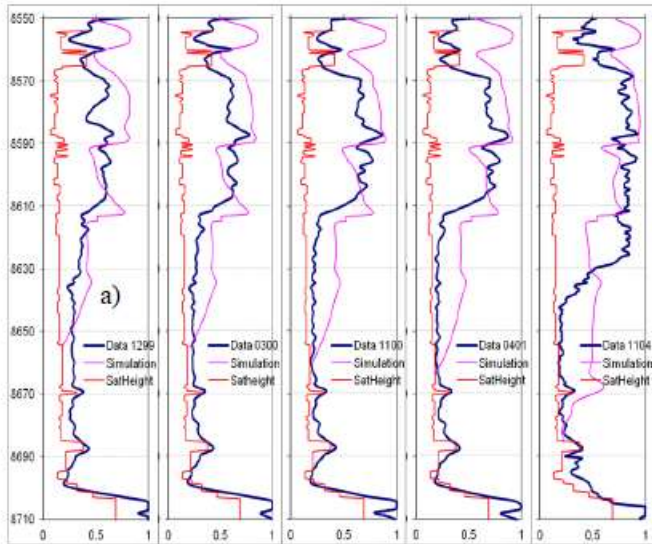 8550
8570
8590
8610
8630
8650
8670
8690
8710
a)
Data 1299
Simulation
SatHeight
Data 0300
Simulation
Satheight
Data 1100
Simulation
SatHeight
Data 0401
Simulation
SatHeight
Data 1104
Simulation
SatHeight
0 0.5 1
0 0.5 1
0 0.5 1
0 0.5 1
0 0.5 1